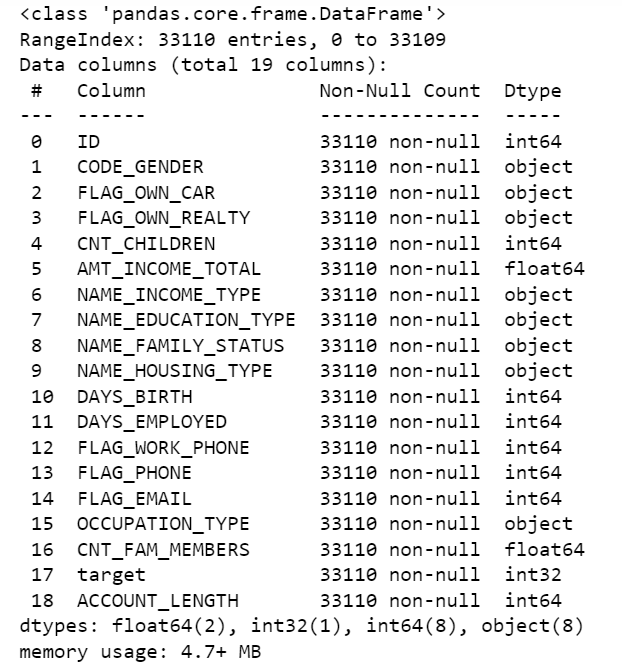 <class 'pandas.core.frame.DataFrame'>
RangeIndex: 33110 entries, 0 to 33109
Data columns (total 19 columns):
 #   Column               Non-Null Count  Dtype
---  ------               --------------  -----
 0   ID                   33110 non-null  int64
 1   CODE_GENDER          33110 non-null  object
 2   FLAG_OWN_CAR         33110 non-null  object
 3   FLAG_OWN_REALTY      33110 non-null  object
 4   CNT_CHILDREN         33110 non-null  int64
 5   AMT_INCOME_TOTAL     33110 non-null  float64
 6   NAME_INCOME_TYPE     33110 non-null  object
 7   NAME_EDUCATION_TYPE  33110 non-null  object
 8   NAME_FAMILY_STATUS   33110 non-null  object
 9   NAME_HOUSING_TYPE    33110 non-null  object
 10  DAYS_BIRTH           33110 non-null  int64
 11  DAYS_EMPLOYED        33110 non-null  int64
 12  FLAG_WORK_PHONE      33110 non-null  int64
 13  FLAG_PHONE           33110 non-null  int64
 14  FLAG_EMAIL           33110 non-null  int64
 15  OCCUPATION_TYPE      33110 non-null  object
 16  CNT_FAM_MEMBERS      33110 non-null  float64
 17  target               33110 non-null  int32
 18  ACCOUNT_LENGTH       33110 non-null  int64
dtypes: float64(2), int32(1), int64(8), object(8)
memory usage: 4.7+ MB